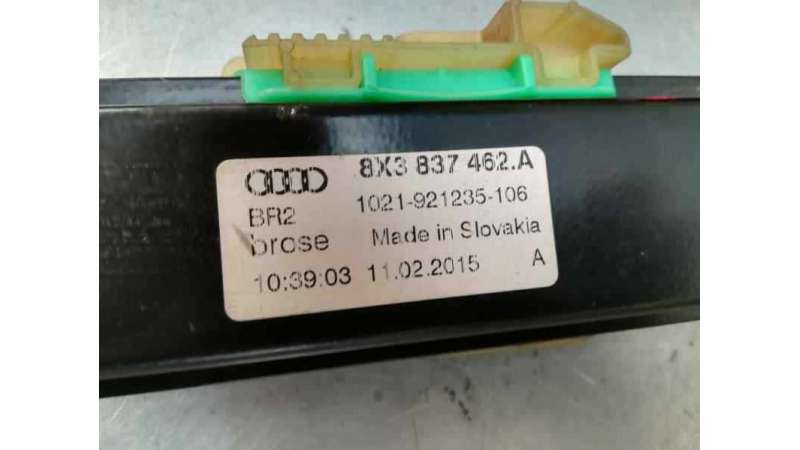 8X3 837 462.A
BR2 1021-921235-106
brose Made in Slovakia
10:39:03 11.02.2015 A